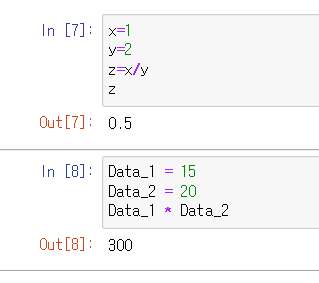 In [7]: x=1
y=2
z=x/y
z
Out[7]: 0.5
In [8]: Data_1 = 15
Data_2 = 20
Data_1 * Data_2
Out[8]: 300